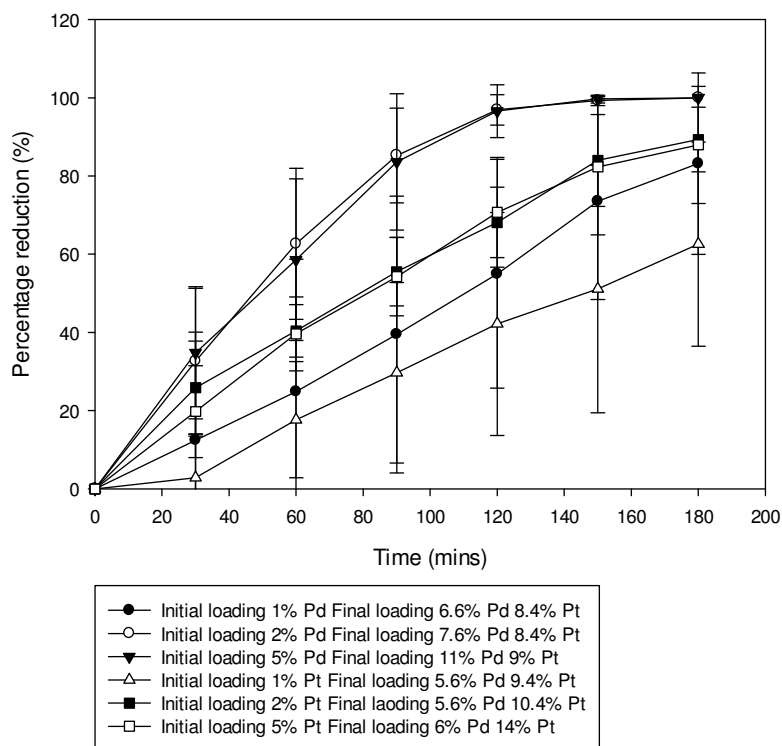 120
100
80
60
40
20
0
Percentage reduction (%)
0 20 40 60 80 100 120 140 160 180 200
Time (mins)
Initial loading 1% Pd Final loading 6.6% Pd 8.4% Pt
Initial loading 2% Pd Final loading 7.6% Pd 8.4% Pt
Initial loading 5% Pd Final loading 11% Pd 9% Pt
Initial loading 1% Pt Final loading 5.6% Pd 9.4% Pt
Initial loading 2% Pt Final laoding 5.6% Pd 10.4% Pt
Initial loading 5% Pt Final loading 6% Pd 14% Pt